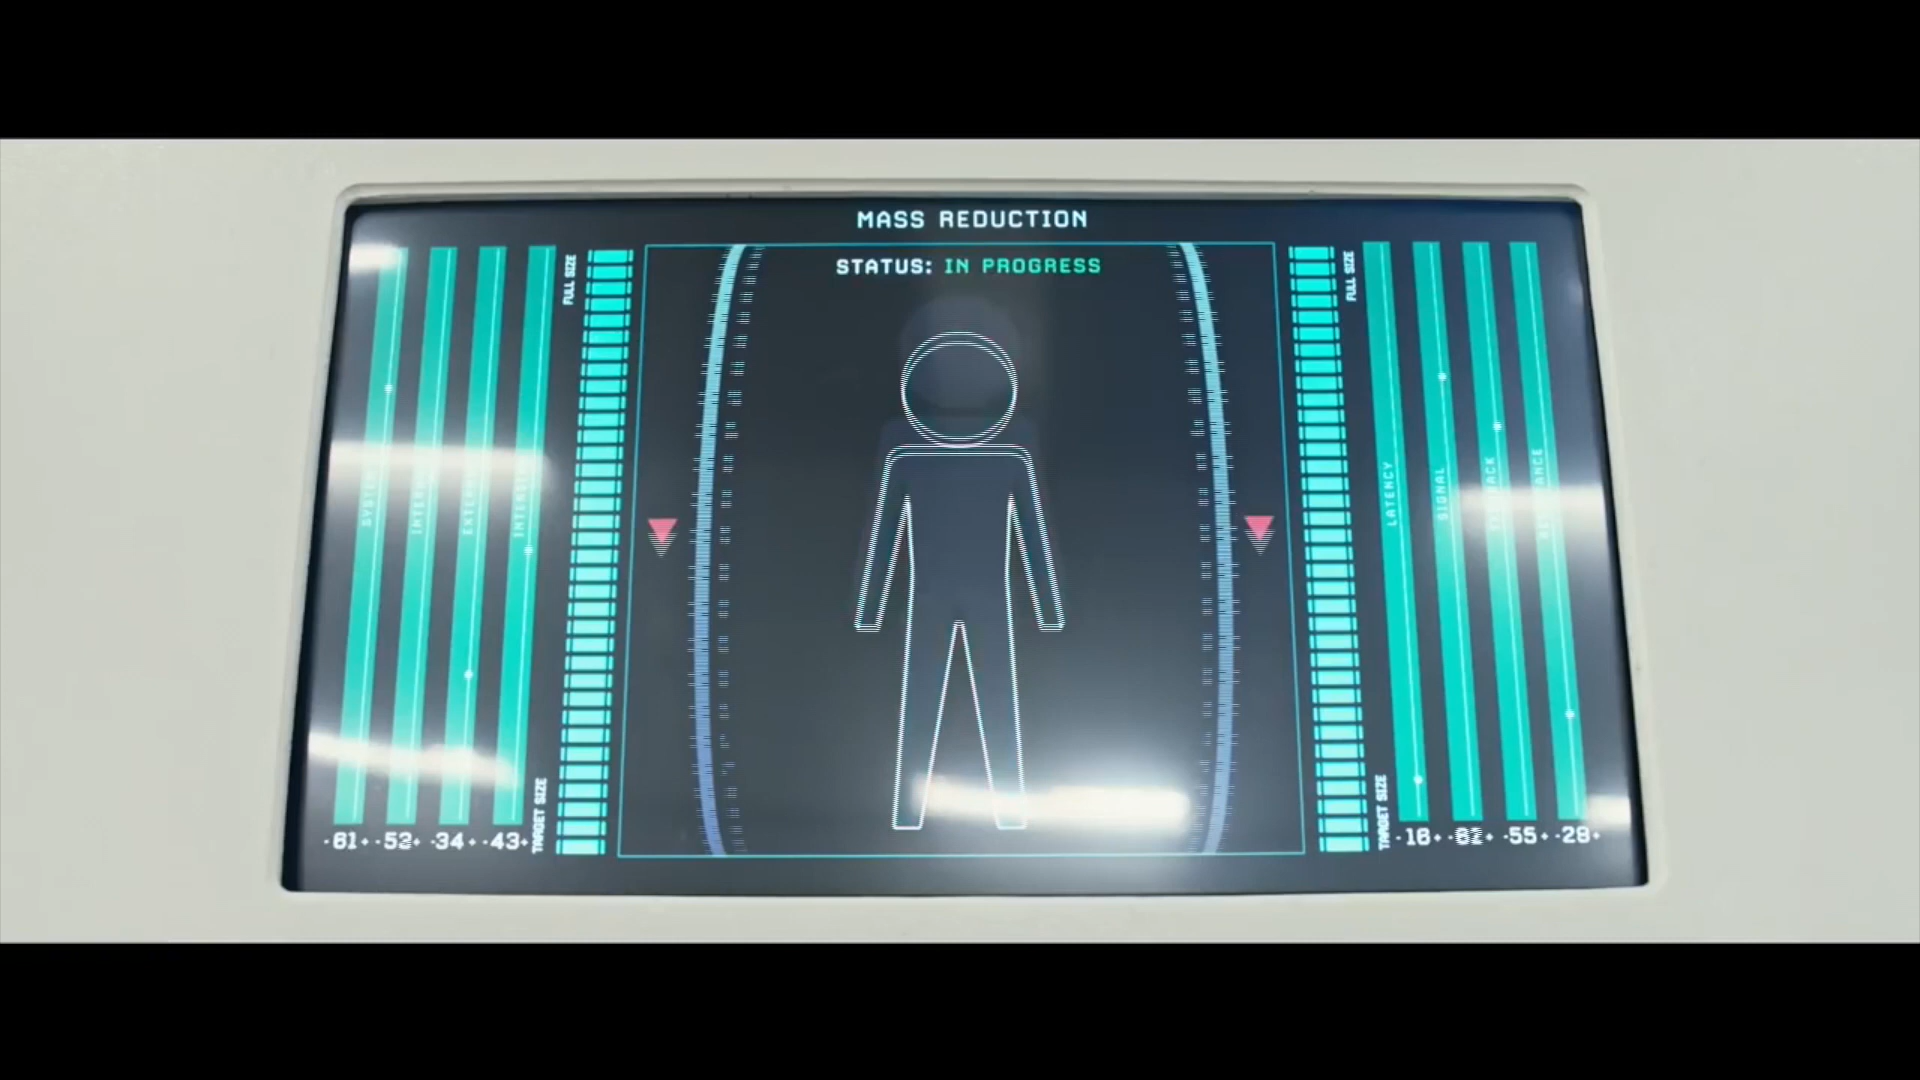 MASS REDUCTION
STATUS: IN PROGRESS
FULL SIZE
FULL SIZE
LATENCY
SIGNAL
TARGET SIZE
TARGET SIZE
-61+ -52+ -34+ -43+
-16+ -62+ -55+ -28+